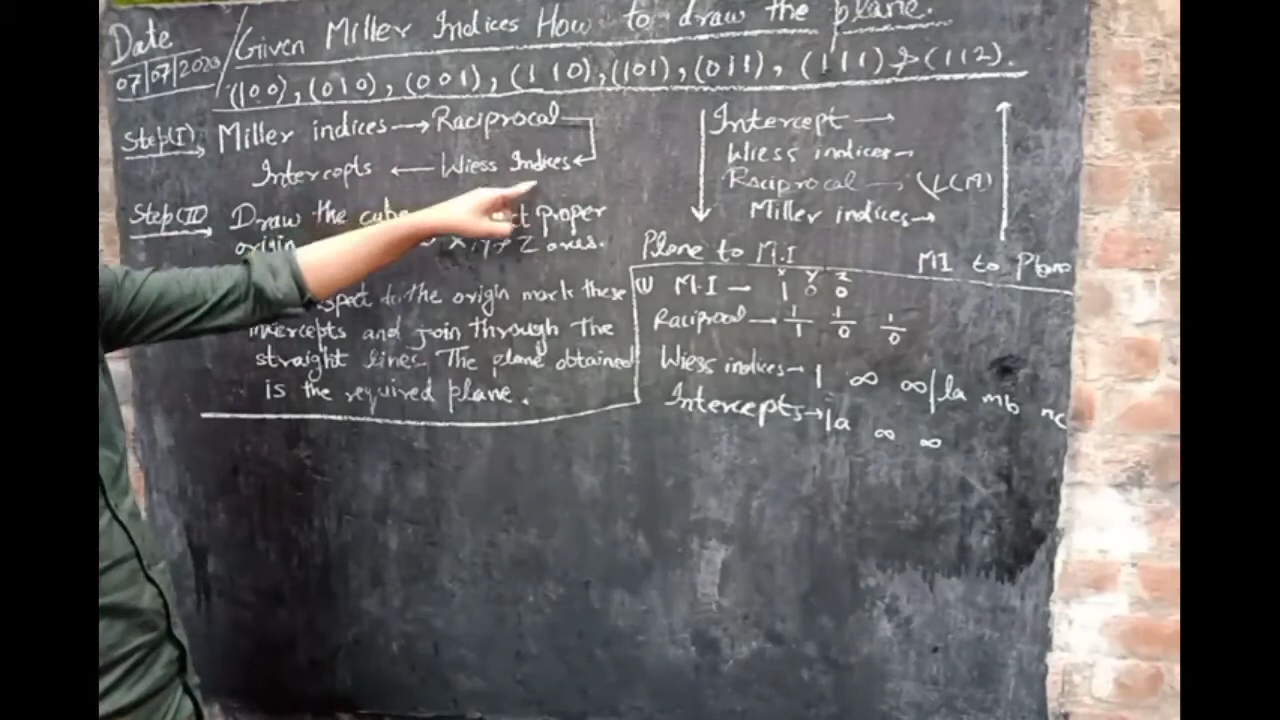 Date
07/07/2020
Given Miller Indices How to draw the plane.
(100), (010), (001), (110), (101), (011), (111) & (112).
Step(I) Miller indices → Raciprocal
Intercepts ← Wiess Indices
Step(II) Draw the cube proper
origin x, y & z axes.
the origin mark these
intercepts and join through the
straight lines. The plane obtained
is the required plane.
Intercept →
Wiess indices →
Raciprocal → (LCM)
Miller indices →
Plane to M.I
MI to Plane
x y z
(1) M.I → 1 0 0
Raciprocal → 1/1 1/0 1/0
Wiess indices → 1 ∞ ∞ | la mb nc
Intercepts → 1a ∞ ∞